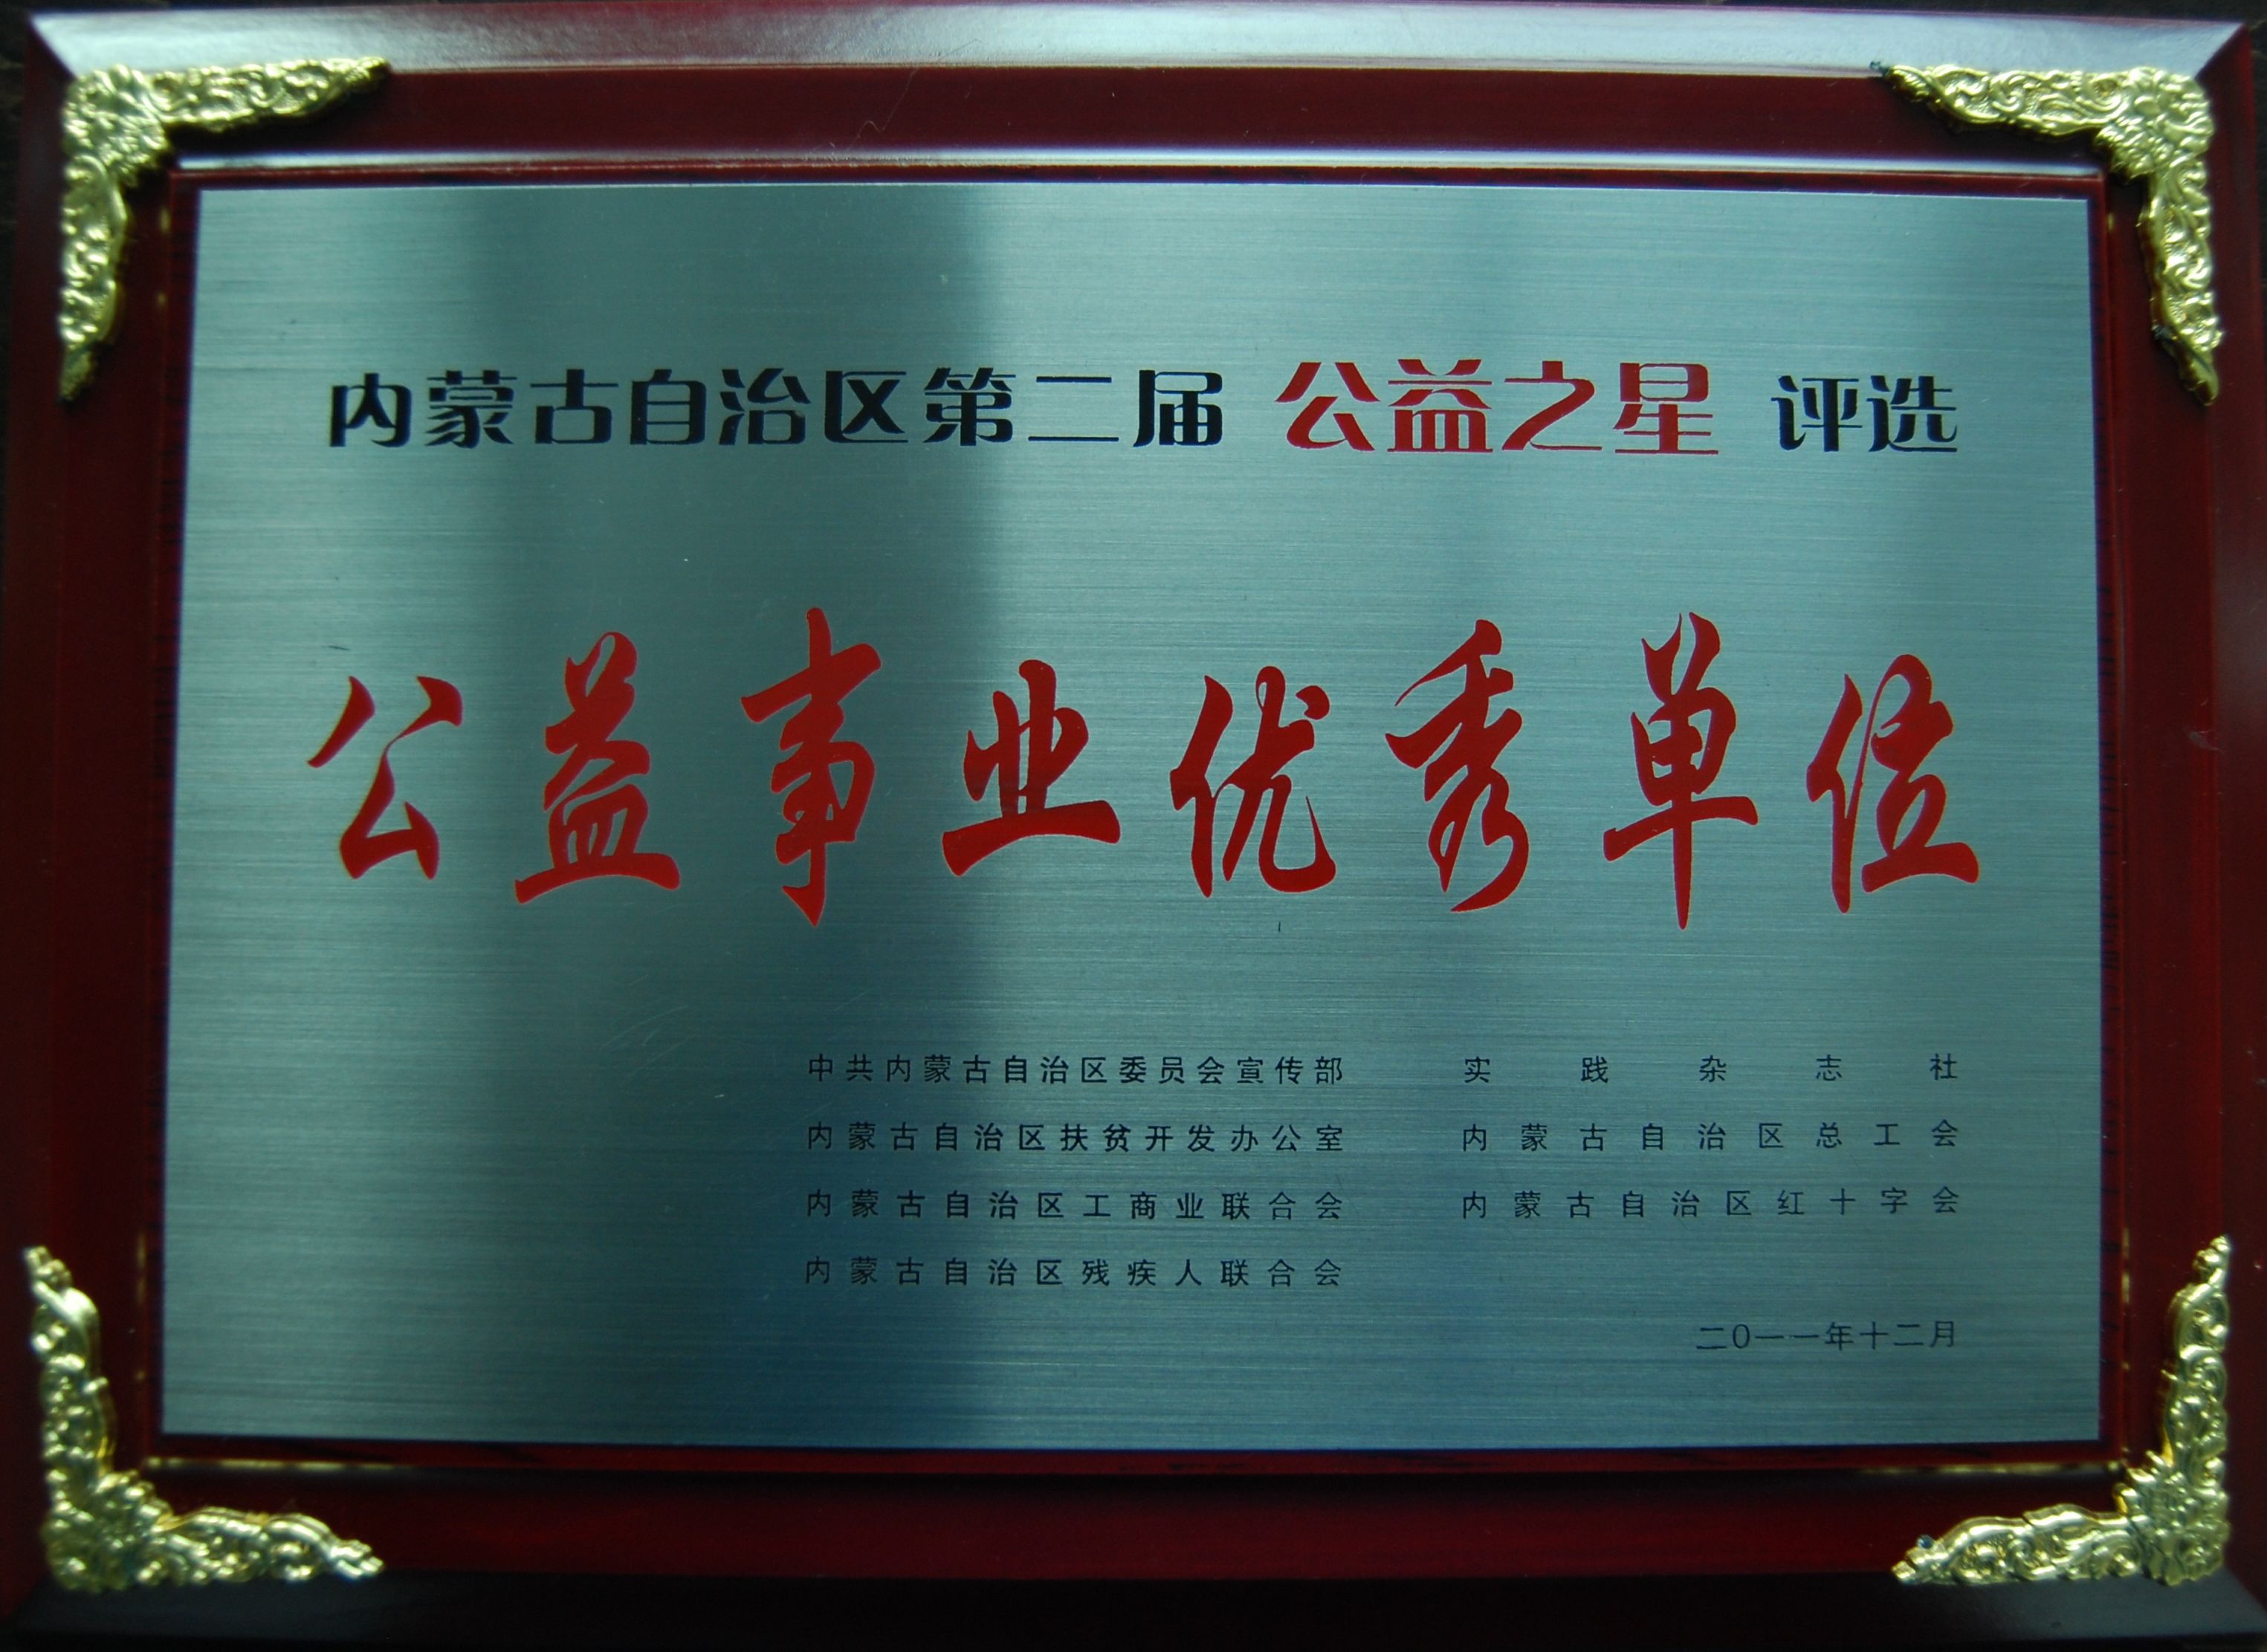 内蒙古自治区第二届 公益之星 评选
公益事业优秀单位
中共内蒙古自治区委员会宣传部 实践杂志社
内蒙古自治区扶贫开发办公室 内蒙古自治区总工会
内蒙古自治区工商业联合会 内蒙古自治区红十字会
内蒙古自治区残疾人联合会
二〇一一年十二月